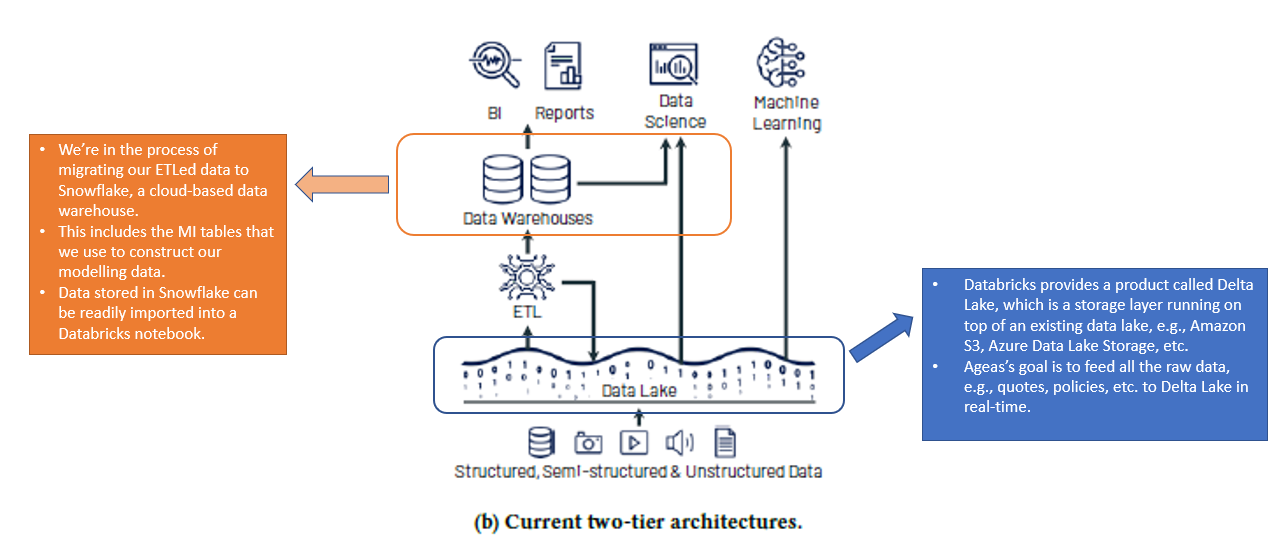 BI
Reports
Data
Science
Machine
Learning
• We’re in the process of
migrating our ETLed data to
Snowflake, a cloud-based data
warehouse.
• This includes the MI tables that
we use to construct our
modelling data.
• Data stored in Snowflake can
be readily imported into a
Databricks notebook.
Data Warehouses
ETL
• Databricks provides a product called Delta
Lake, which is a storage layer running on
top of an existing data lake, e.g., Amazon
S3, Azure Data Lake Storage, etc.
• Ageas’s goal is to feed all the raw data,
e.g., quotes, policies, etc. to Delta Lake in
real-time.
Data Lake
Structured, Semi-structured & Unstructured Data
(b) Current two-tier architectures.